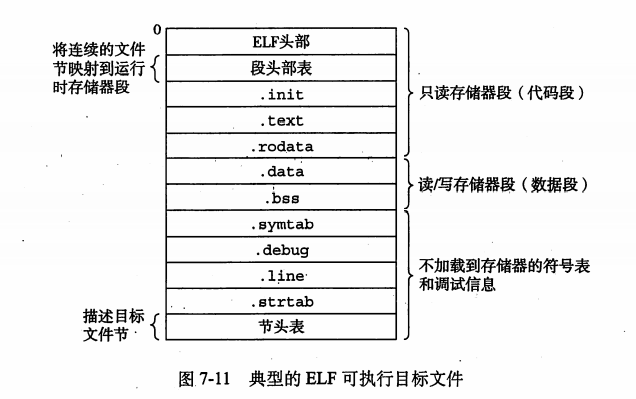 0
将连续的文件
节映射到运行
时存储器段
ELF头部
段头部表
.init
.text
.rodata
.data
.bss
.symtab
.debug
.line
.strtab
节头表
只读存储器段（代码段）
读/写存储器段（数据段）
不加载到存储器的符号表
和调试信息
描述目标
文件节
图 7-11 典型的 ELF 可执行目标文件